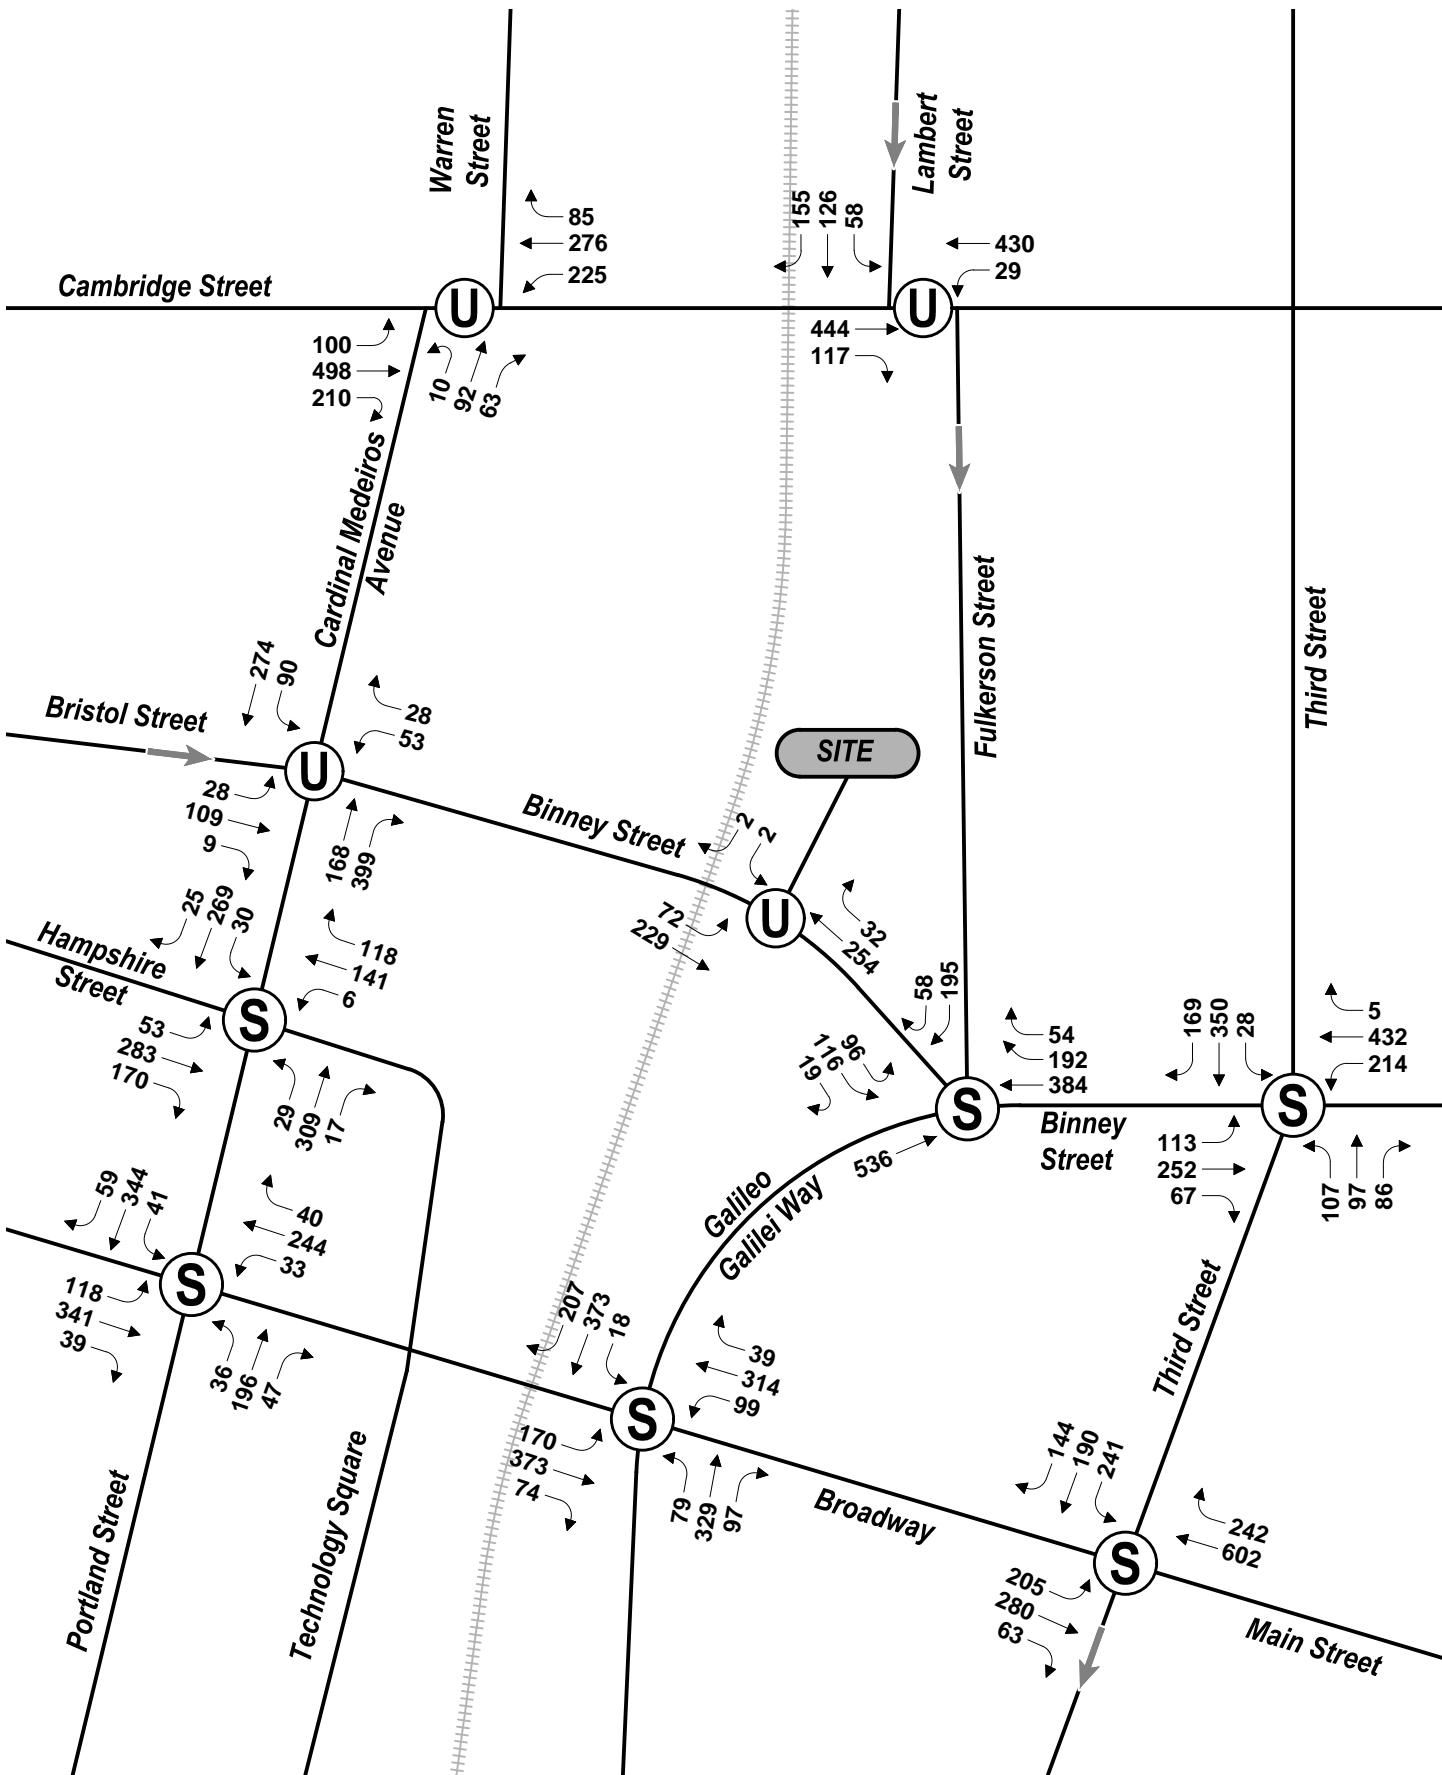 Warren
Street
Lambert
Street
155
126
58
85
276
225
430
29
Cambridge Street
U
U
100
498
210
10
92
63
444
117
Cardinal Medeiros
Avenue
Fulkerson Street
Third Street
274
90
28
53
Bristol Street
U
SITE
28
109
9
168
399
Binney Street
2
2
U
72
229
32
254
25
269
30
118
141
6
Hampshire
Street
S
53
283
170
29
309
17
58
195
54
192
384
96
116
19
S
536
Binney
Street
169
350
28
5
432
214
S
113
252
67
107
97
86
59
344
41
40
244
33
S
118
341
39
36
196
47
Galileo
Galilei Way
Third Street
207
373
18
39
314
99
S
170
373
74
79
329
97
Broadway
144
190
241
242
602
S
205
280
63
Main Street
Portland Street
Technology Square